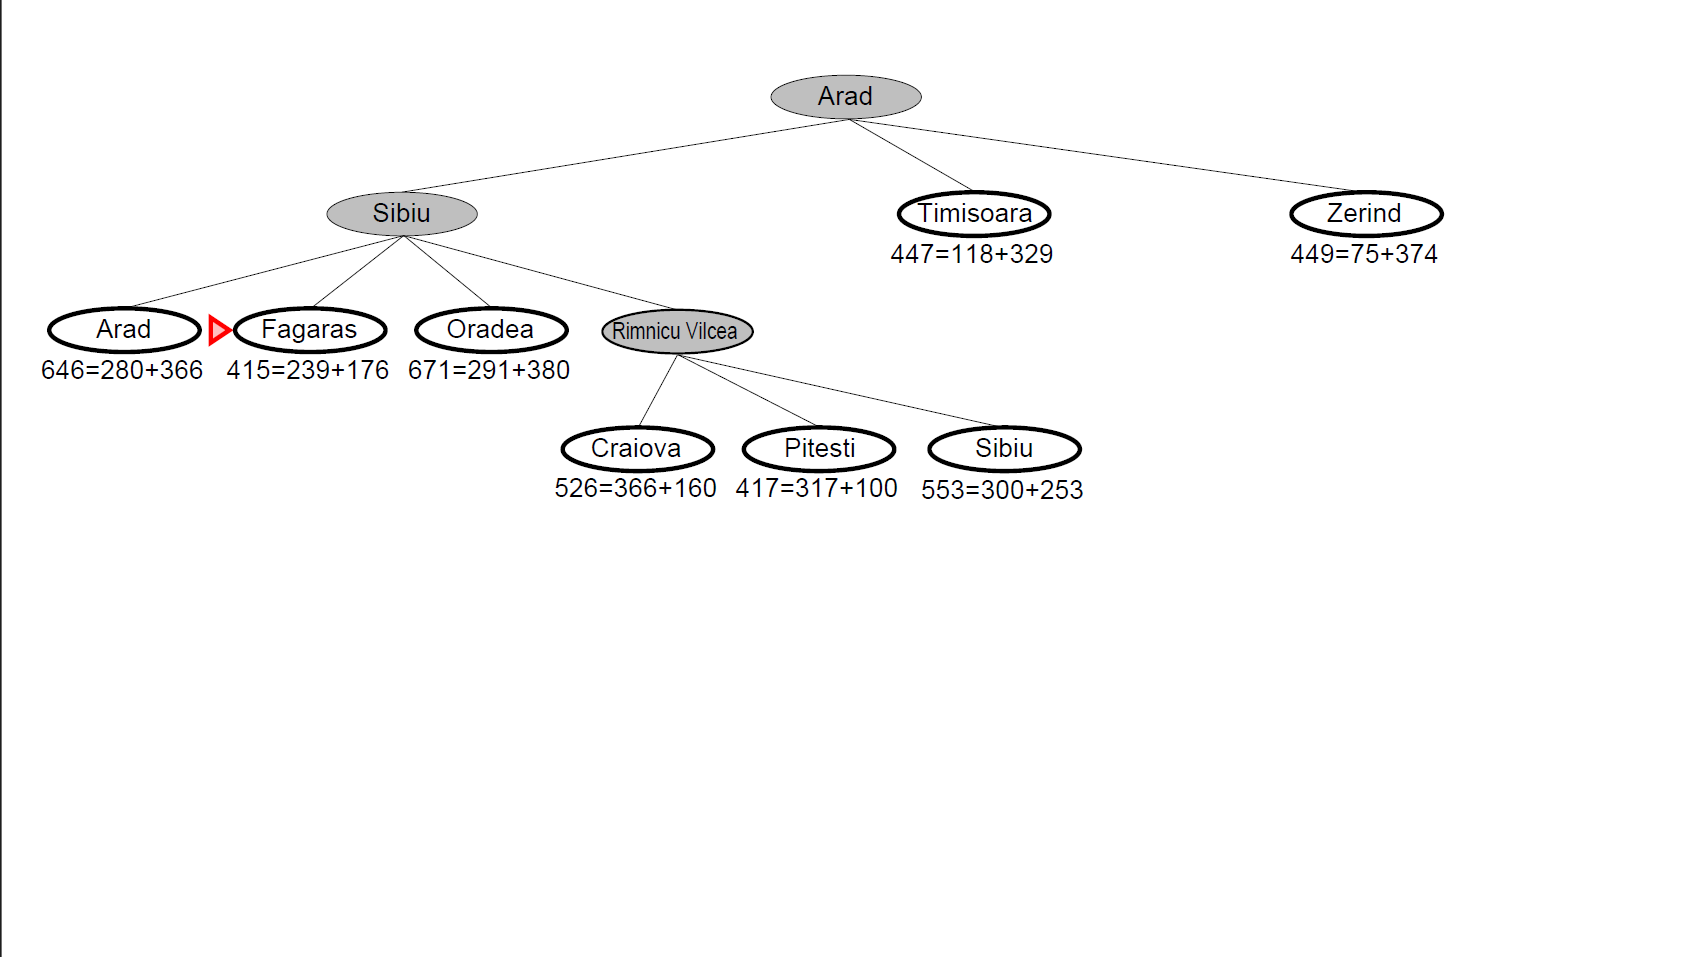 Arad
Sibiu
Timisoara
Zerind
447=118+329
449=75+374
Arad
Fagaras
Oradea
Rimnicu Vilcea
646=280+366
415=239+176
671=291+380
Craiova
Pitesti
Sibiu
526=366+160
417=317+100
553=300+253